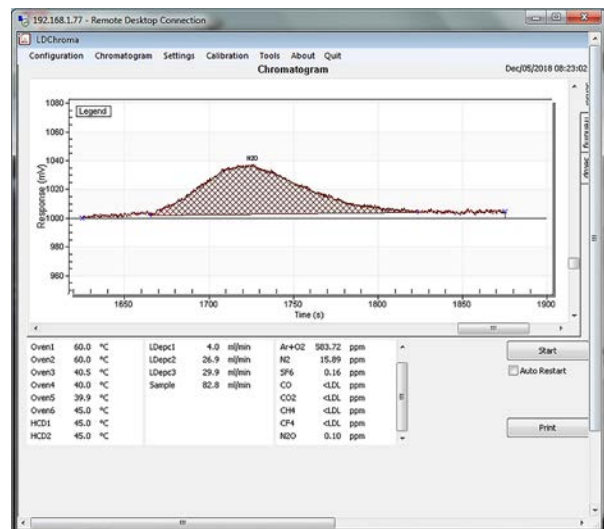 192.168.1.77 - Remote Desktop Connection
LDChroma
Configuration Chromatogram Settings Calibration Tools About Quit
Chromatogram Dec/05/2018 08:23:02
Legend
N2O
Response (mV)
1080
1060
1040
1020
1000
980
960
1650 1700 1750 1800 1850 1900
Time (s)
Oven1 60.0 °C LDepc1 4.0 ml/min Ar+O2 583.72 ppm
Oven2 60.0 °C LDepc2 26.9 ml/min N2 15.89 ppm
Oven3 40.5 °C LDepc3 29.9 ml/min SF6 0.16 ppm
Oven4 40.0 °C Sample 82.8 ml/min CO <LDL ppm
Oven5 39.9 °C CO2 <LDL ppm
Oven6 45.0 °C CH4 <LDL ppm
HCD1 45.0 °C CF4 <LDL ppm
HCD2 45.0 °C N2O 0.10 ppm
Start
Auto Restart
Print